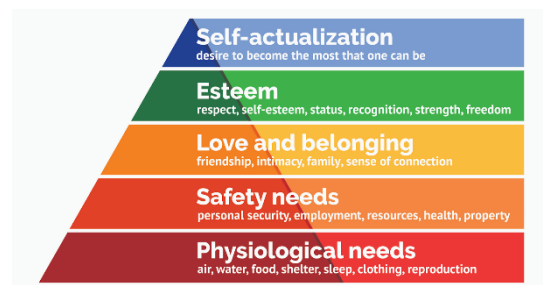 Self-actualization
desire to become the most that one can be
Esteem
respect, self-esteem, status, recognition, strength, freedom
Love and belonging
friendship, intimacy, family, sense of connection
Safety needs
personal security, employment, resources, health, property
Physiological needs
air, water, food, shelter, sleep, clothing, reproduction